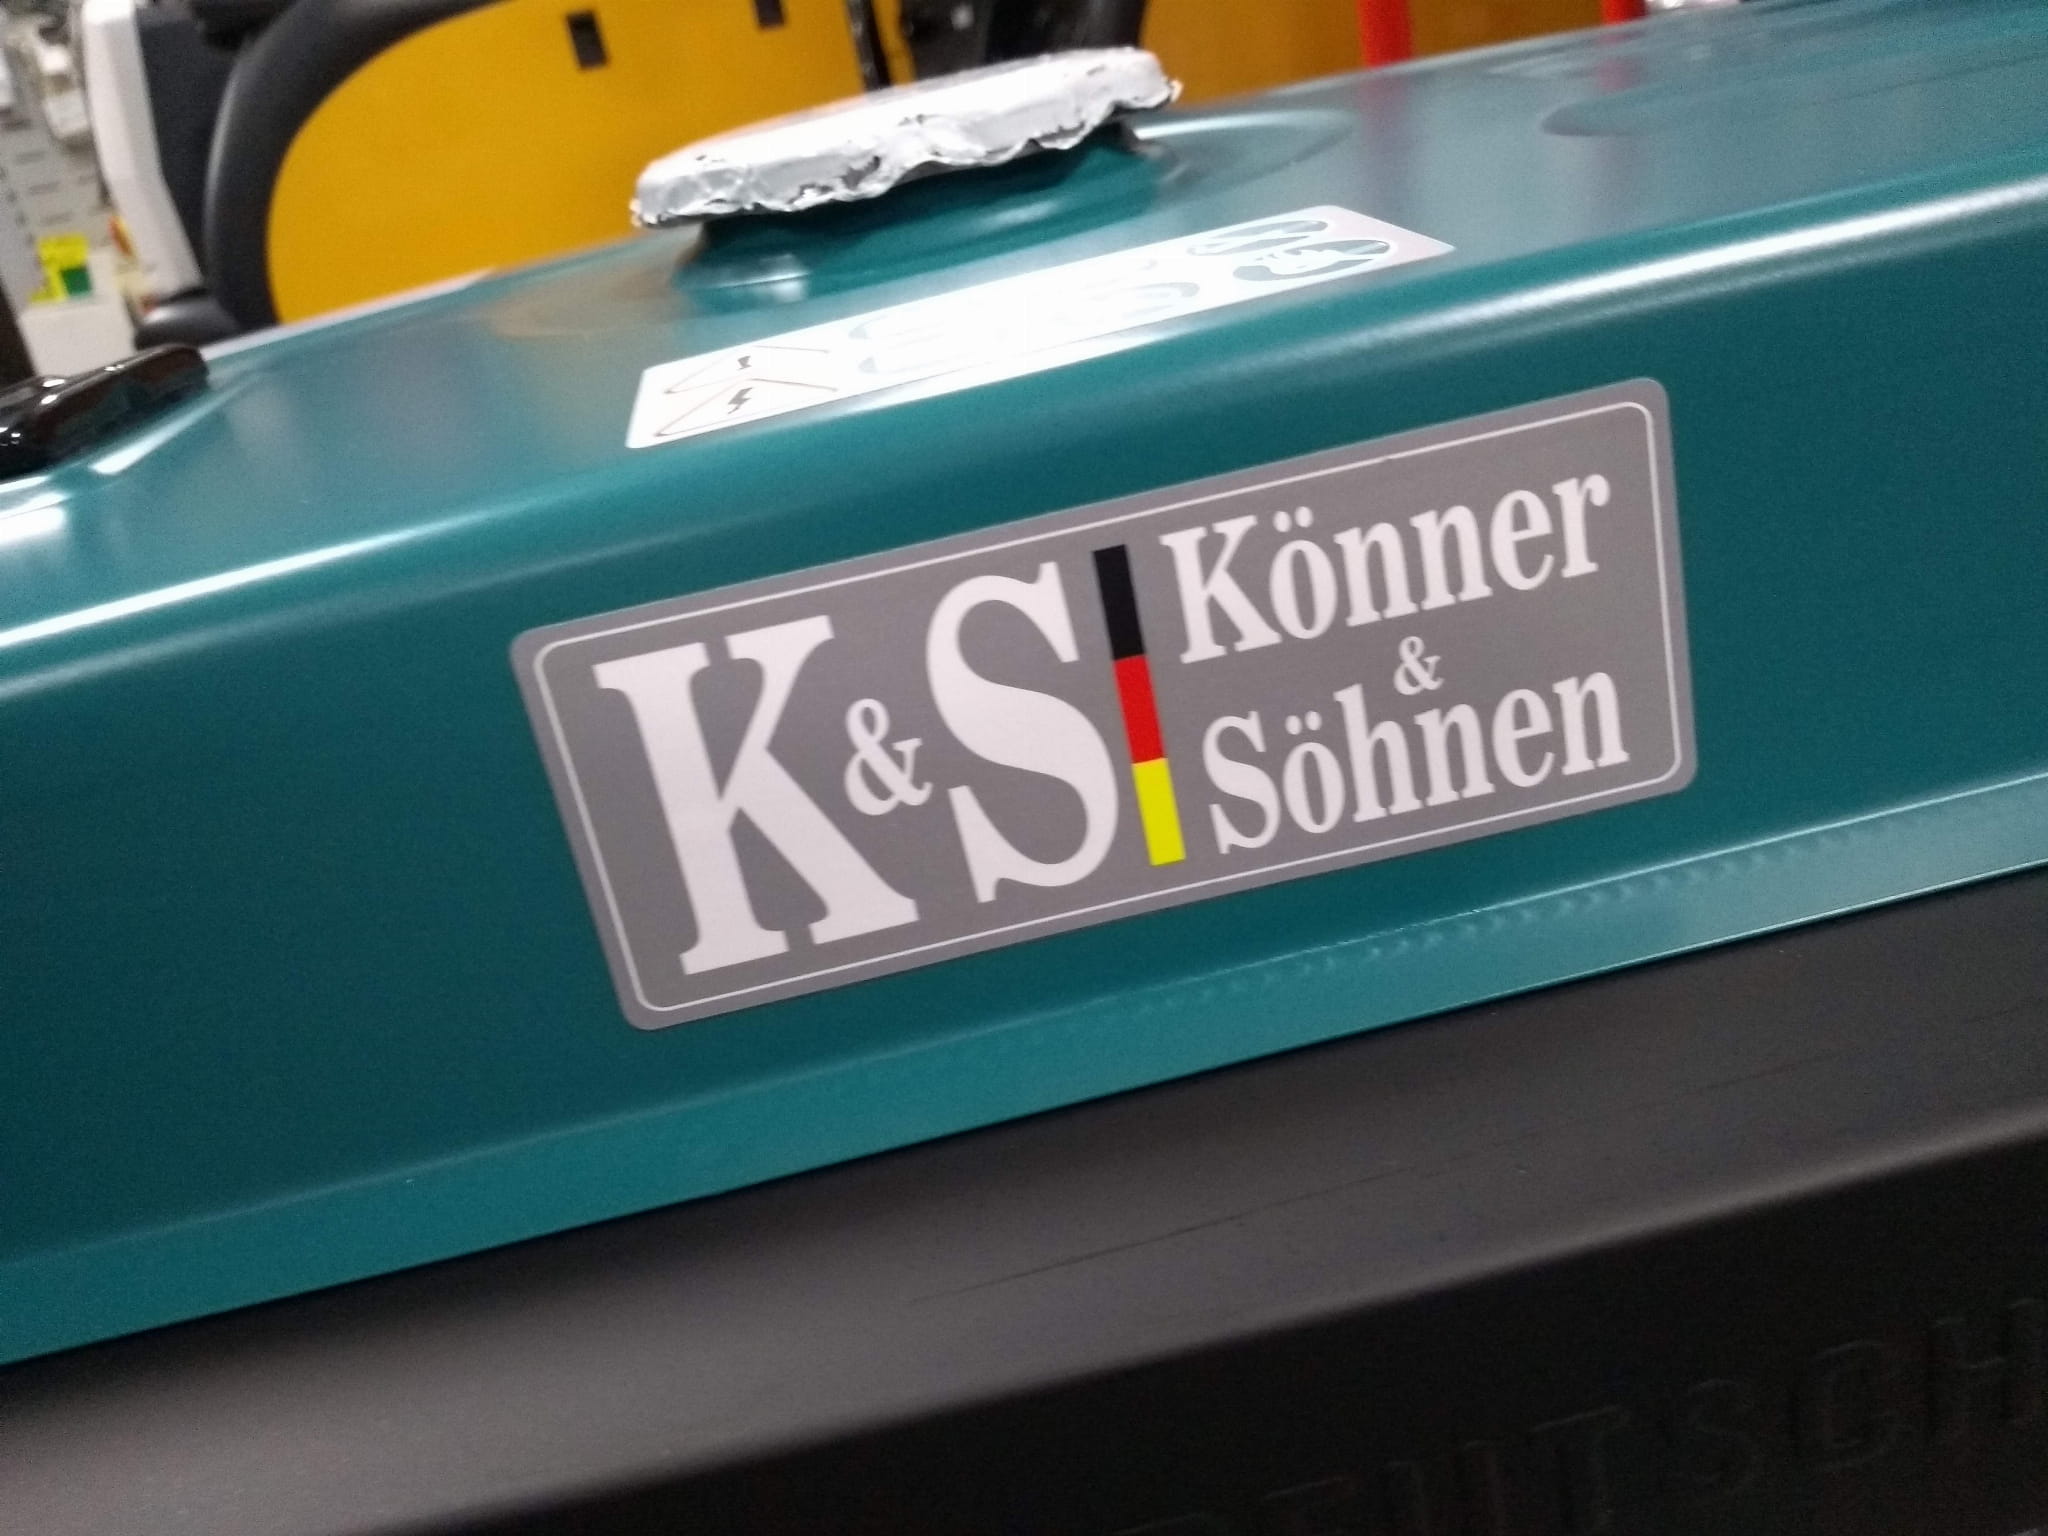 K&S
Könner
&
Söhnen